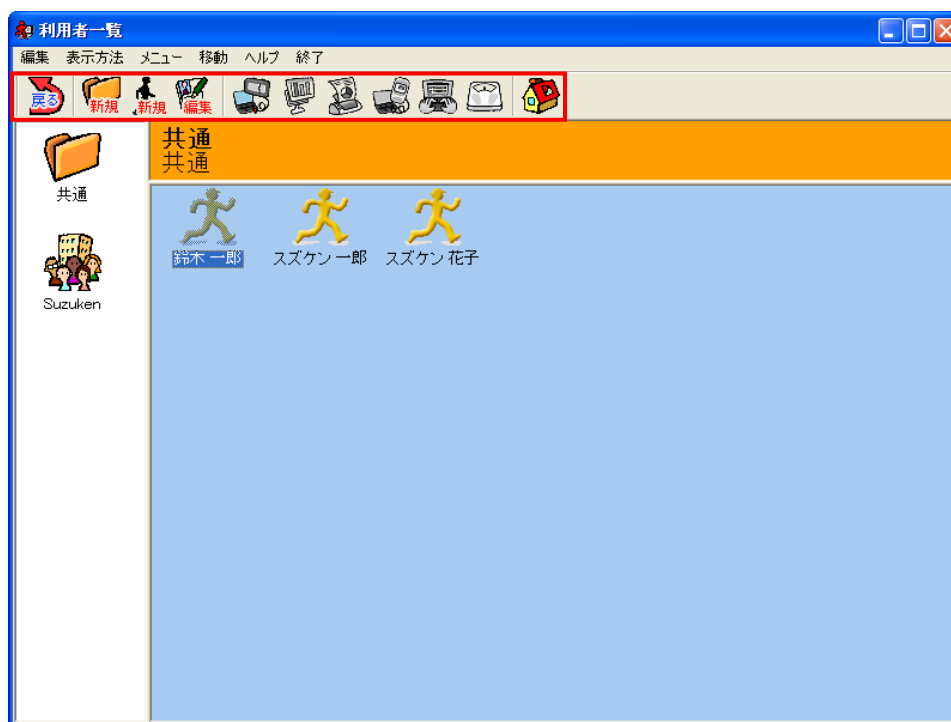 利用者一覧
編集 表示方法 メニュー 移動 ヘルプ 終了
戻る 新規 新規 編集
共通
共通
共通
鈴木 一郎 スズケン 一郎 スズケン 花子
Suzuken